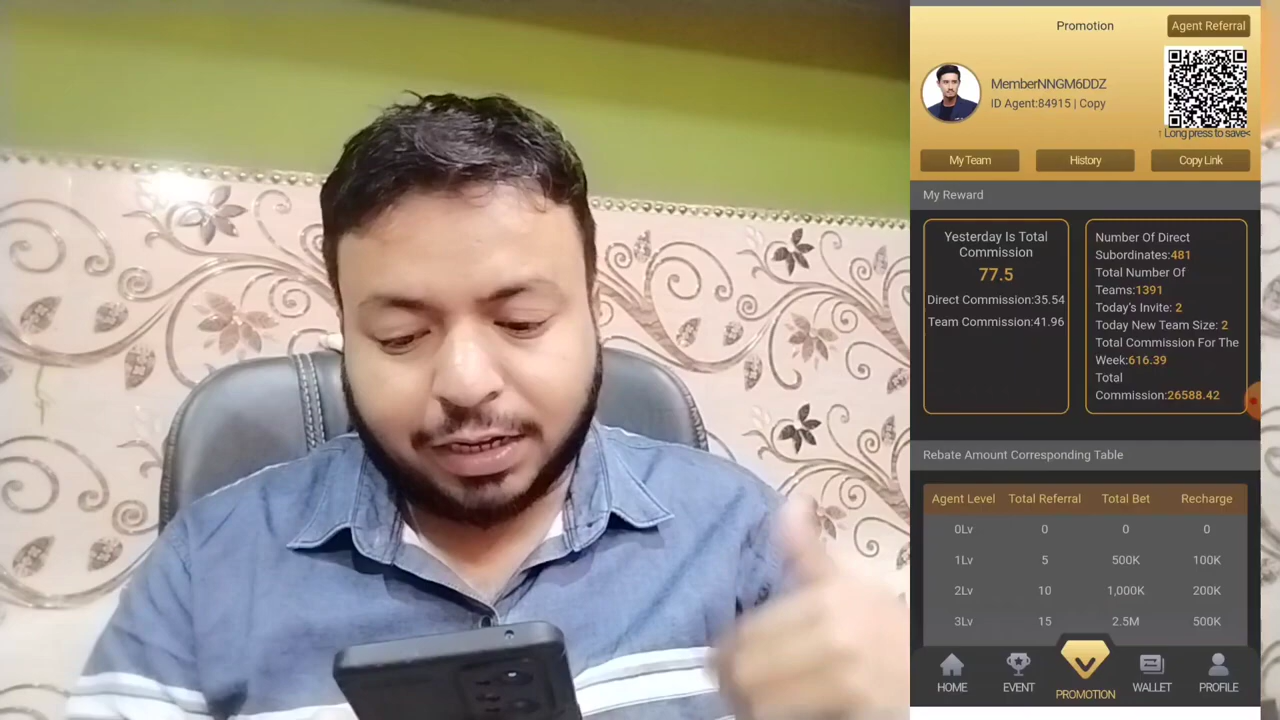 Promotion
Agent Referral
MemberNNGM6DDZ
ID Agent:84915 | Copy
↑ Long press to save<
My Team
History
Copy Link
My Reward
Yesterday Is Total
Commission
77.5
Direct Commission:35.54
Team Commission:41.96
Number Of Direct
Subordinates:481
Total Number Of
Teams:1391
Today's Invite: 2
Today New Team Size: 2
Total Commission For The
Week:616.39
Total
Commission:26588.42
Rebate Amount Corresponding Table
Agent Level Total Referral Total Bet Recharge
0Lv 0 0 0
1Lv 5 500K 100K
2Lv 10 1,000K 200K
3Lv 15 2.5M 500K
HOME
EVENT
PROMOTION
WALLET
PROFILE